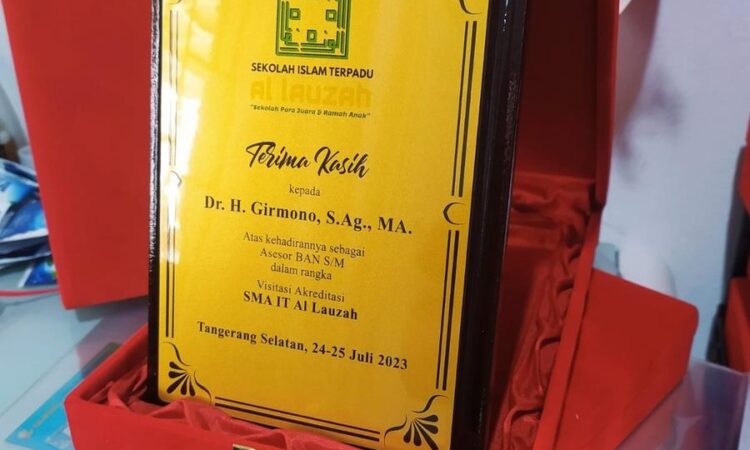 SEKOLAH ISLAM TERPADU
Al Lauzah
"Sekolah Para Juara & Ramah Anak"
Terima Kasih
kepada
Dr. H. Girmono, S.Ag., MA.
Atas kehadirannya sebagai
Asesor BAN S/M
dalam rangka
Visitasi Akreditasi
SMA IT Al Lauzah
Tangerang Selatan, 24-25 Juli 2023